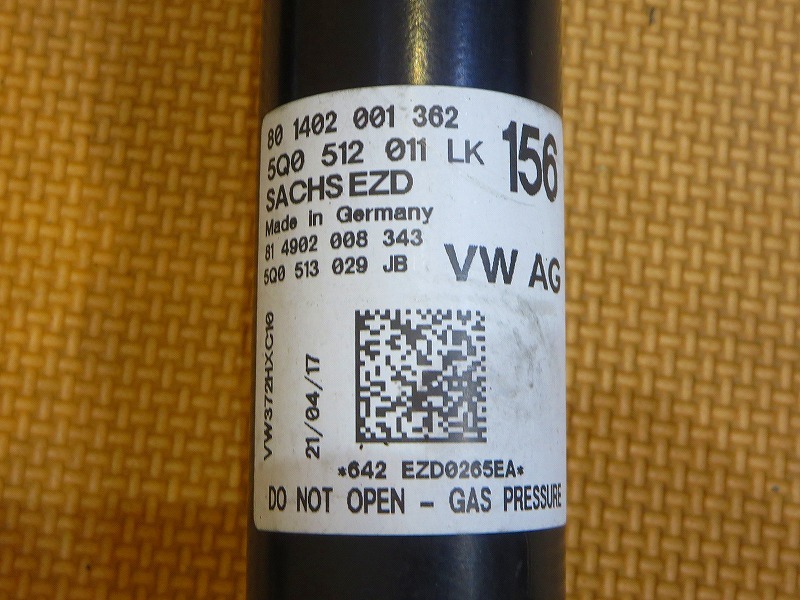 80 1402 001 362
5Q0 512 011 LK 156
SACHS EZD
Made in Germany
81 4902 008 343
5Q0 513 029 JB VW AG
VW372HXC10
21/04/17
*642 EZD0265EA*
DO NOT OPEN - GAS PRESSURE